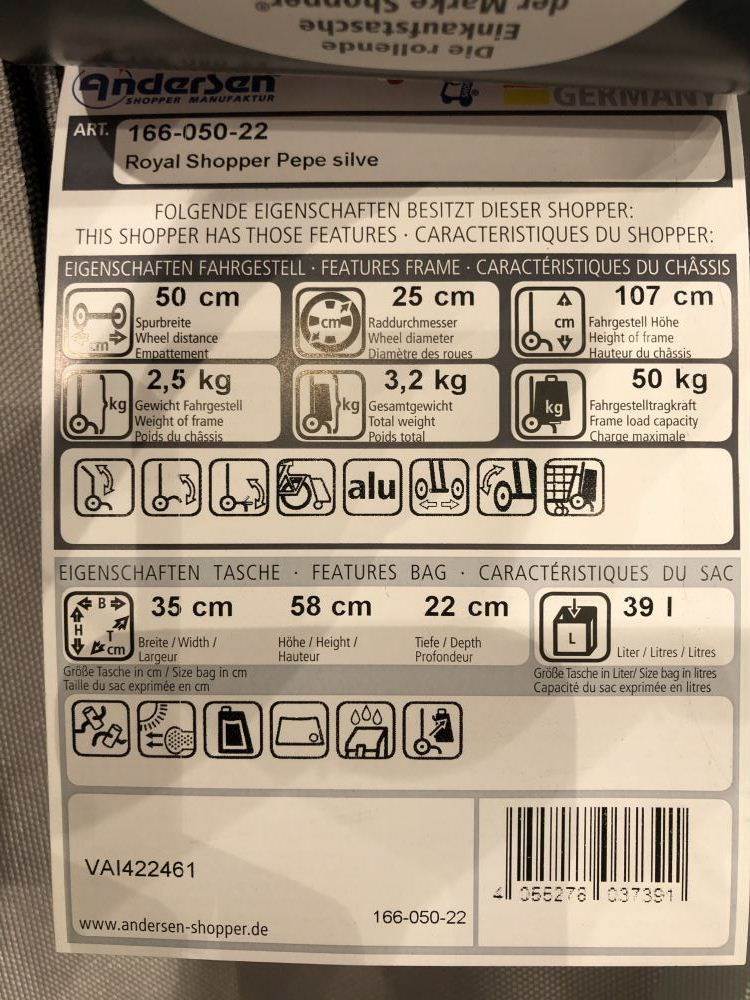 Die rollende
Einkaufstasche
der Marke
Andersen
SHOPPER MANUFAKTUR
GERMANY
ART. 166-050-22
Royal Shopper Pepe silve
FOLGENDE EIGENSCHAFTEN BESITZT DIESER SHOPPER:
THIS SHOPPER HAS THOSE FEATURES · CARACTERISTIQUES DU SHOPPER:
EIGENSCHAFTEN FAHRGESTELL · FEATURES FRAME · CARACTÉRISTIQUES DU CHÂSSIS
cm
50 cm
Spurbreite
Wheel distance
Empattement
cm
25 cm
Raddurchmesser
Wheel diameter
Diamètre des roues
cm
107 cm
Fahrgestell Höhe
Height of frame
Hauteur du châssis
kg
2,5 kg
Gewicht Fahrgestell
Weight of frame
Poids du châssis
kg
3,2 kg
Gesamtgewicht
Total weight
Poids total
kg
50 kg
Fahrgestelltragkraft
Frame load capacity
Charge maximale
alu
EIGENSCHAFTEN TASCHE · FEATURES BAG · CARACTÉRISTIQUES DU SAC
B
H
T
cm
35 cm
Breite / Width /
Largeur
58 cm
Höhe / Height /
Hauteur
22 cm
Tiefe / Depth
Profondeur
Größe Tasche in cm / Size bag in cm
Taille du sac exprimée en cm
L
39 l
Liter / Litres / Litres
Größe Tasche in Liter/ Size bag in litres
Capacité du sac exprimée en litres
VAI422461
www.andersen-shopper.de
166-050-22
4 055278 037391